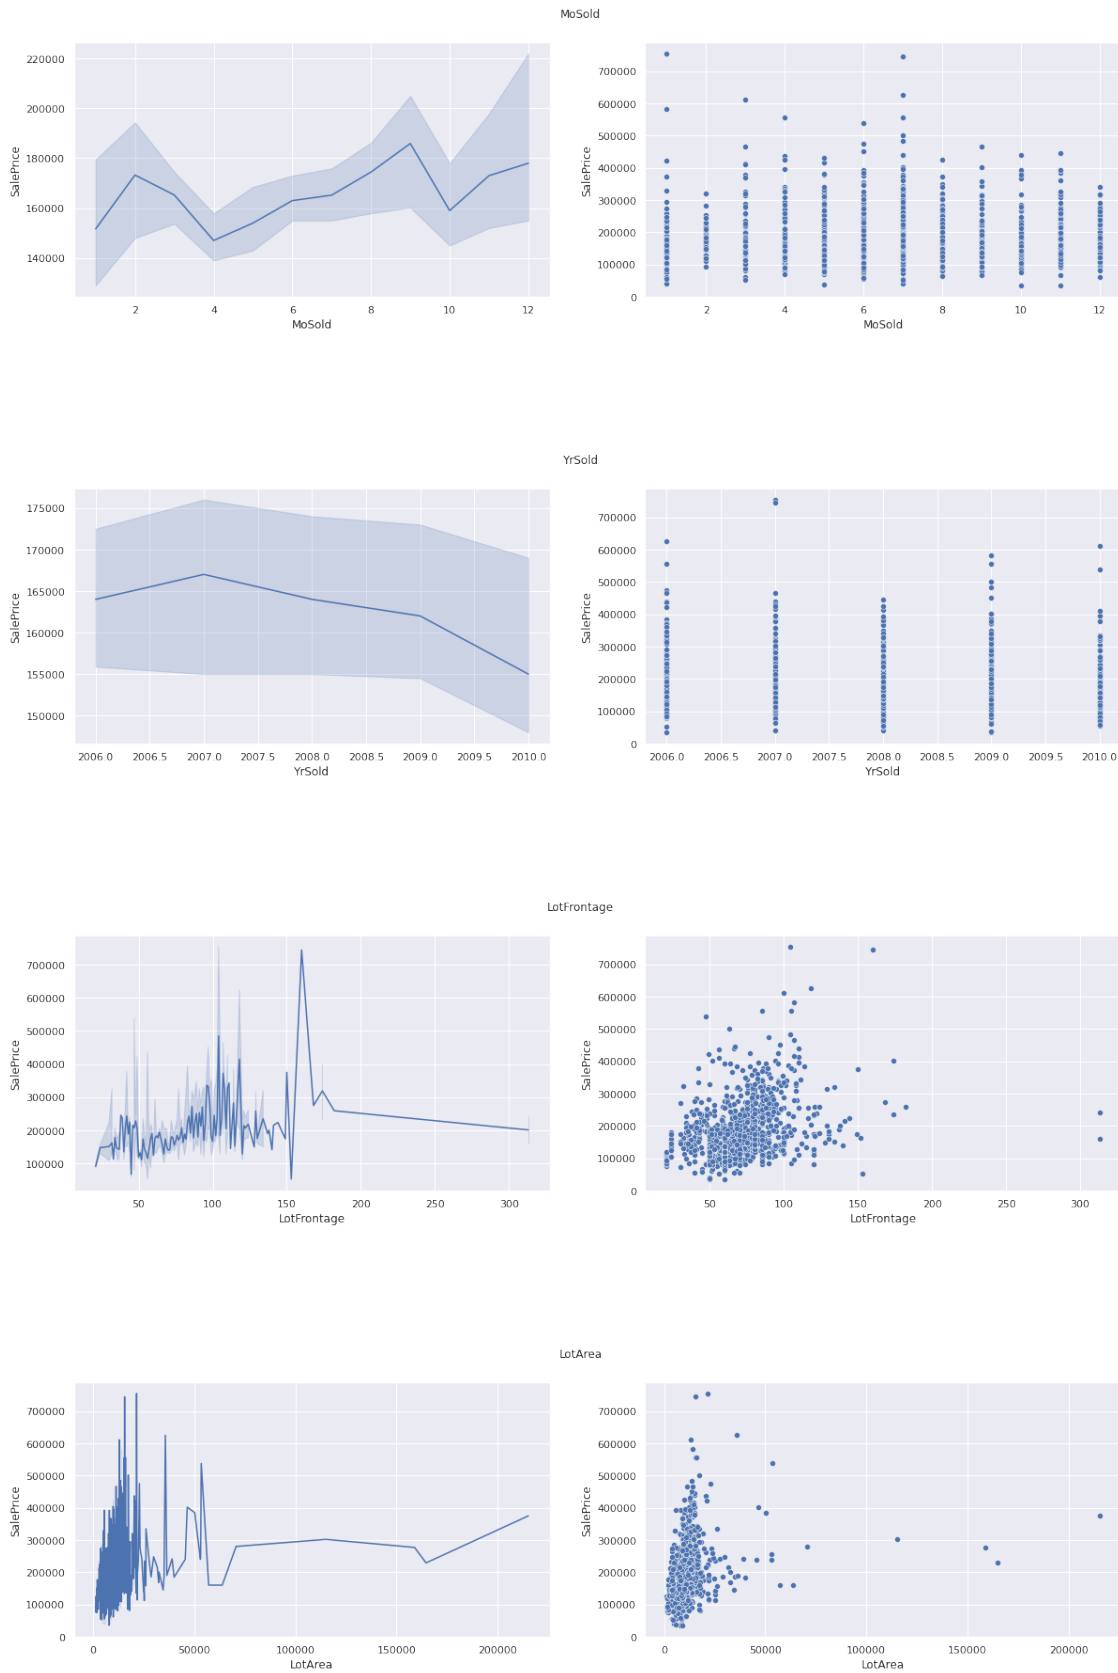 MoSold
220000 200000 180000 160000 140000
SalePrice
2 4 6 8 10 12
MoSold
700000 600000 500000 400000 300000 200000 100000 0
SalePrice
2 4 6 8 10 12
MoSold
YrSold
175000 170000 165000 160000 155000 150000
SalePrice
2006.0 2006.5 2007.0 2007.5 2008.0 2008.5 2009.0 2009.5 2010.0
YrSold
700000 600000 500000 400000 300000 200000 100000 0
SalePrice
2006.0 2006.5 2007.0 2007.5 2008.0 2008.5 2009.0 2009.5 2010.0
YrSold
LotFrontage
700000 600000 500000 400000 300000 200000 100000
SalePrice
50 100 150 200 250 300
LotFrontage
700000 600000 500000 400000 300000 200000 100000 0
SalePrice
50 100 150 200 250 300
LotFrontage
LotArea
700000 600000 500000 400000 300000 200000 100000 0
SalePrice
0 50000 100000 150000 200000
LotArea
700000 600000 500000 400000 300000 200000 100000 0
SalePrice
0 50000 100000 150000 200000
LotArea